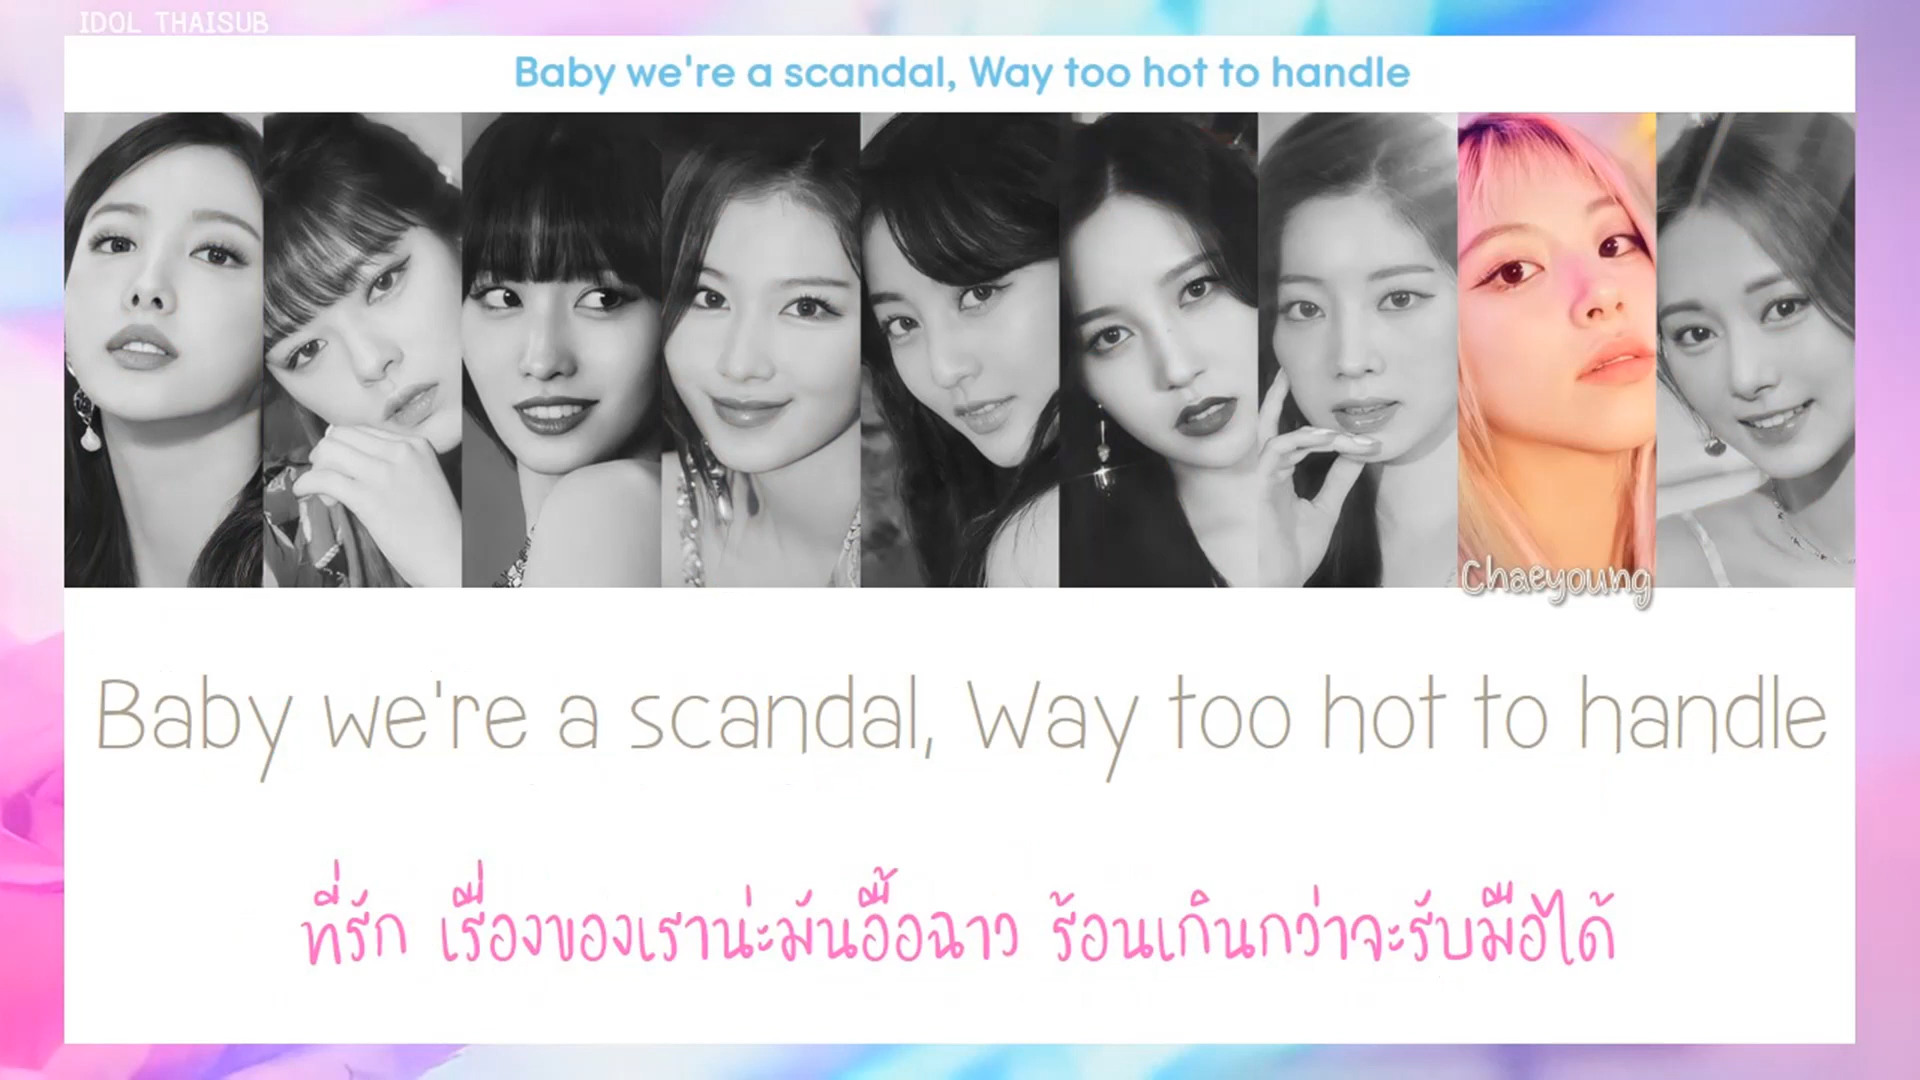 IDOL THAISUB
Baby we're a scandal, Way too hot to handle
Chaeyoung
Baby we're a scandal, Way too hot to handle
ที่รัก เรื่องของเราน่ะมันอื้อฉาว ร้อนเกินกว่าจะรับมือได้